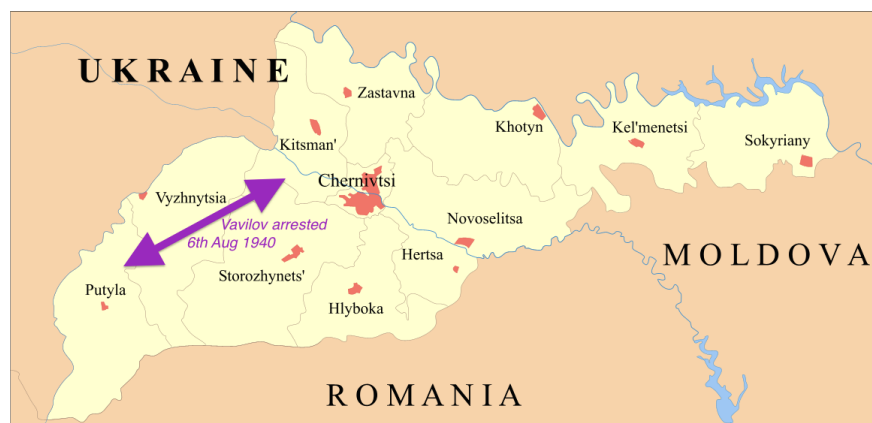 UKRAINE
Zastavna
Khotyn
Kel'menetsi
Sokyriany
Kitsman'
Chernivtsi
Vyzhnytsia
Vavilov arrested
6th Aug 1940
Novoselitsa
Hertsa
MOLDOVA
Storozhynets'
Putyla
Hlyboka
ROMANIA